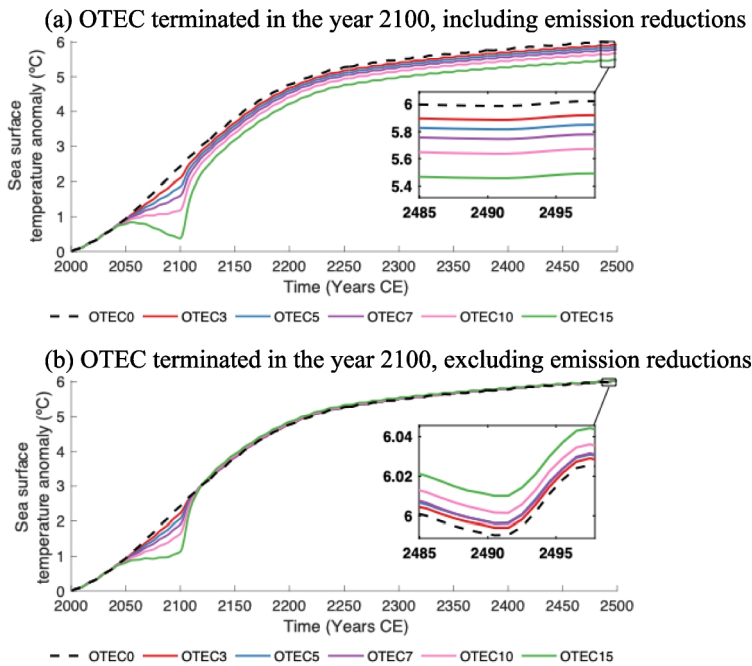 (a) OTEC terminated in the year 2100, including emission reductions
Sea surface
temperature anomaly (°C)
6
5
4
3
2
1
0
6
5.8
5.6
5.4
2485 2490 2495
2000 2050 2100 2150 2200 2250 2300 2350 2400 2450 2500
Time (Years CE)
OTEC0 OTEC3 OTEC5 OTEC7 OTEC10 OTEC15
(b) OTEC terminated in the year 2100, excluding emission reductions
Sea surface
temperature anomaly (°C)
6
5
4
3
2
1
0
6.04
6.02
6
2485 2490 2495
2000 2050 2100 2150 2200 2250 2300 2350 2400 2450 2500
Time (Years CE)
OTEC0 OTEC3 OTEC5 OTEC7 OTEC10 OTEC15